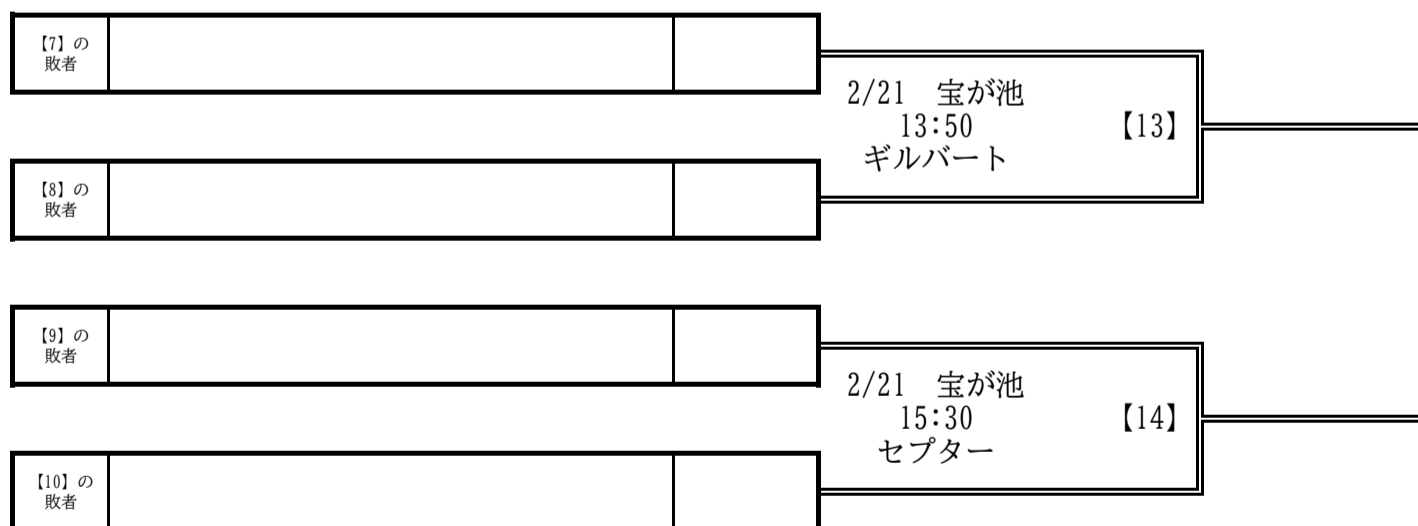 【7】の
敗者
2/21　宝が池
13:50
【13】
ギルバート
【8】の
敗者
【9】の
敗者
2/21　宝が池
15:30
【14】
セプター
【10】の
敗者